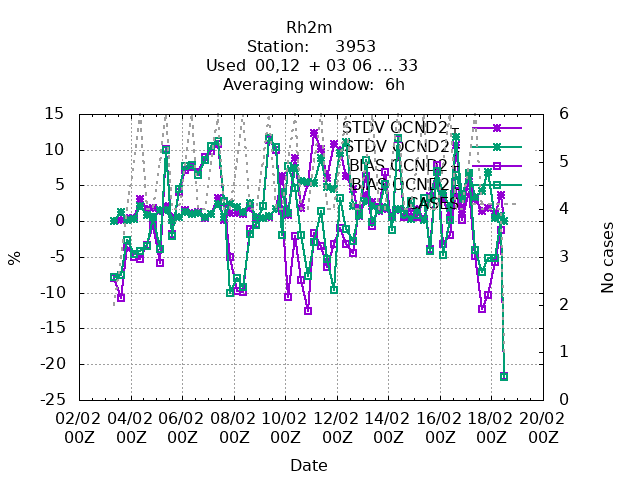 Rh2m
Station:     3953
Used  00,12  + 03 06 ... 33
Averaging window:  6h
STDV OCND2+
STDV OCND2
BIAS OCND2+
BIAS OCND2
CASES
15 10 5 0 -5 -10 -15 -20 -25
6 5 4 3 2 1 0
%
No cases
02/02 04/02 06/02 08/02 10/02 12/02 14/02 16/02 18/02 20/02
00Z 00Z 00Z 00Z 00Z 00Z 00Z 00Z 00Z 00Z
Date